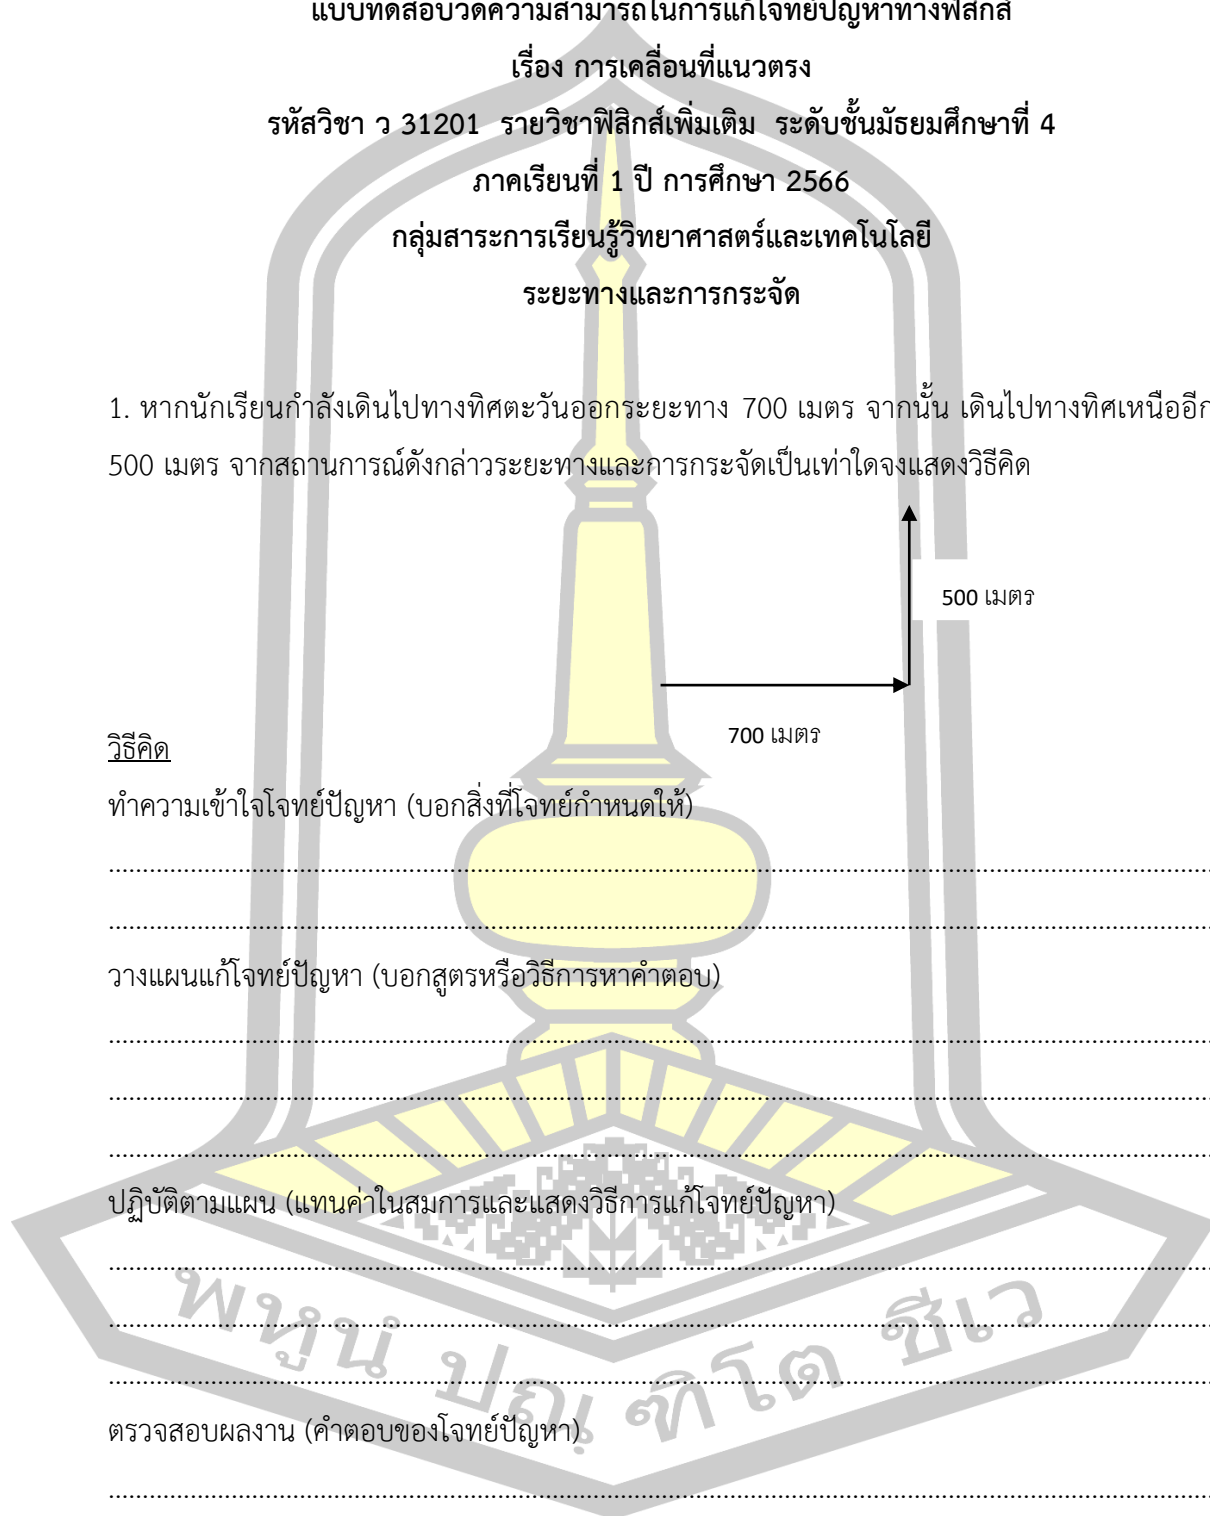 แบบทดสอบวัดความสามารถในการแก้โจทย์ปัญหาทางฟิสิกส์
เรื่อง การเคลื่อนที่แนวตรง
รหัสวิชา ว 31201 รายวิชาฟิสิกส์เพิ่มเติม ระดับชั้นมัธยมศึกษาที่ 4
ภาคเรียนที่ 1 ปี การศึกษา 2566
กลุ่มสาระการเรียนรู้วิทยาศาสตร์และเทคโนโลยี
ระยะทางและการกระจัด
1. หากนักเรียนกำลังเดินไปทางทิศตะวันออกระยะทาง 700 เมตร จากนั้น เดินไปทางทิศเหนืออีก
500 เมตร จากสถานการณ์ดังกล่าวระยะทางและการกระจัดเป็นเท่าใดจงแสดงวิธีคิด
500 เมตร
700 เมตร
วิธีคิด
ทำความเข้าใจโจทย์ปัญหา (บอกสิ่งที่โจทย์กำหนดให้)
วางแผนแก้โจทย์ปัญหา (บอกสูตรหรือวิธีการหาคำตอบ)
ปฏิบัติตามแผน (แทนค่าในสมการและแสดงวิธีการแก้โจทย์ปัญหา)
ตรวจสอบผลงาน (คำตอบของโจทย์ปัญหา)
พหูนํ ปณฺฑิโต ชีเว